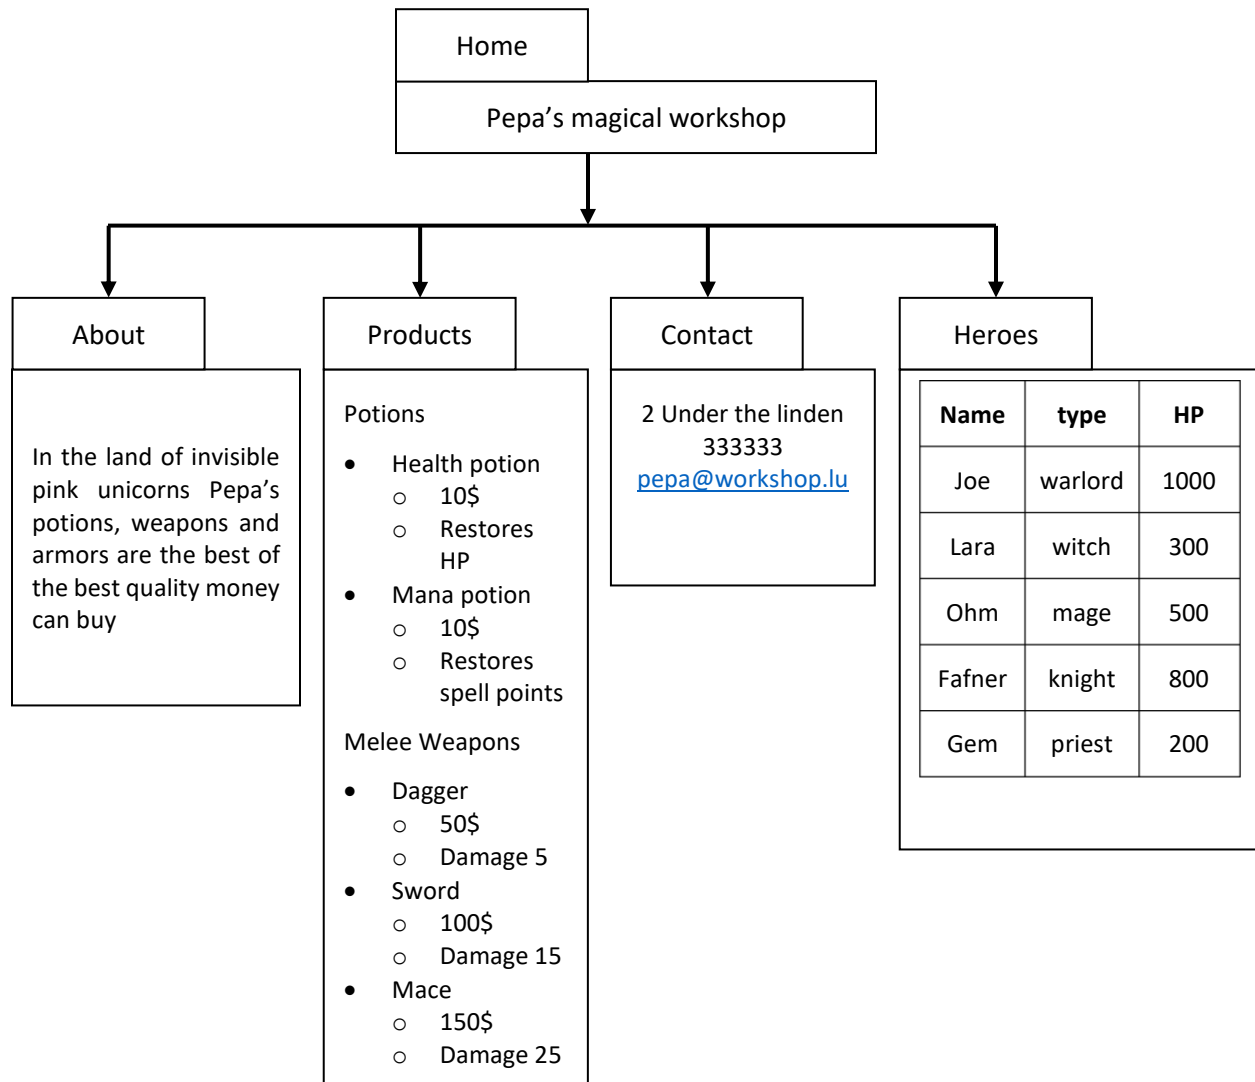 Home
Pepa’s magical workshop
About
In the land of invisible
pink unicorns Pepa’s
potions, weapons and
armors are the best of
the best quality money
can buy
Products
Potions
• Health potion
o 10$
o Restores
HP
• Mana potion
o 10$
o Restores
spell points
Melee Weapons
• Dagger
o 50$
o Damage 5
• Sword
o 100$
o Damage 15
• Mace
o 150$
o Damage 25
Contact
2 Under the linden
333333
pepa@workshop.lu
Heroes
Name type HP
Joe warlord 1000
Lara witch 300
Ohm mage 500
Fafner knight 800
Gem priest 200